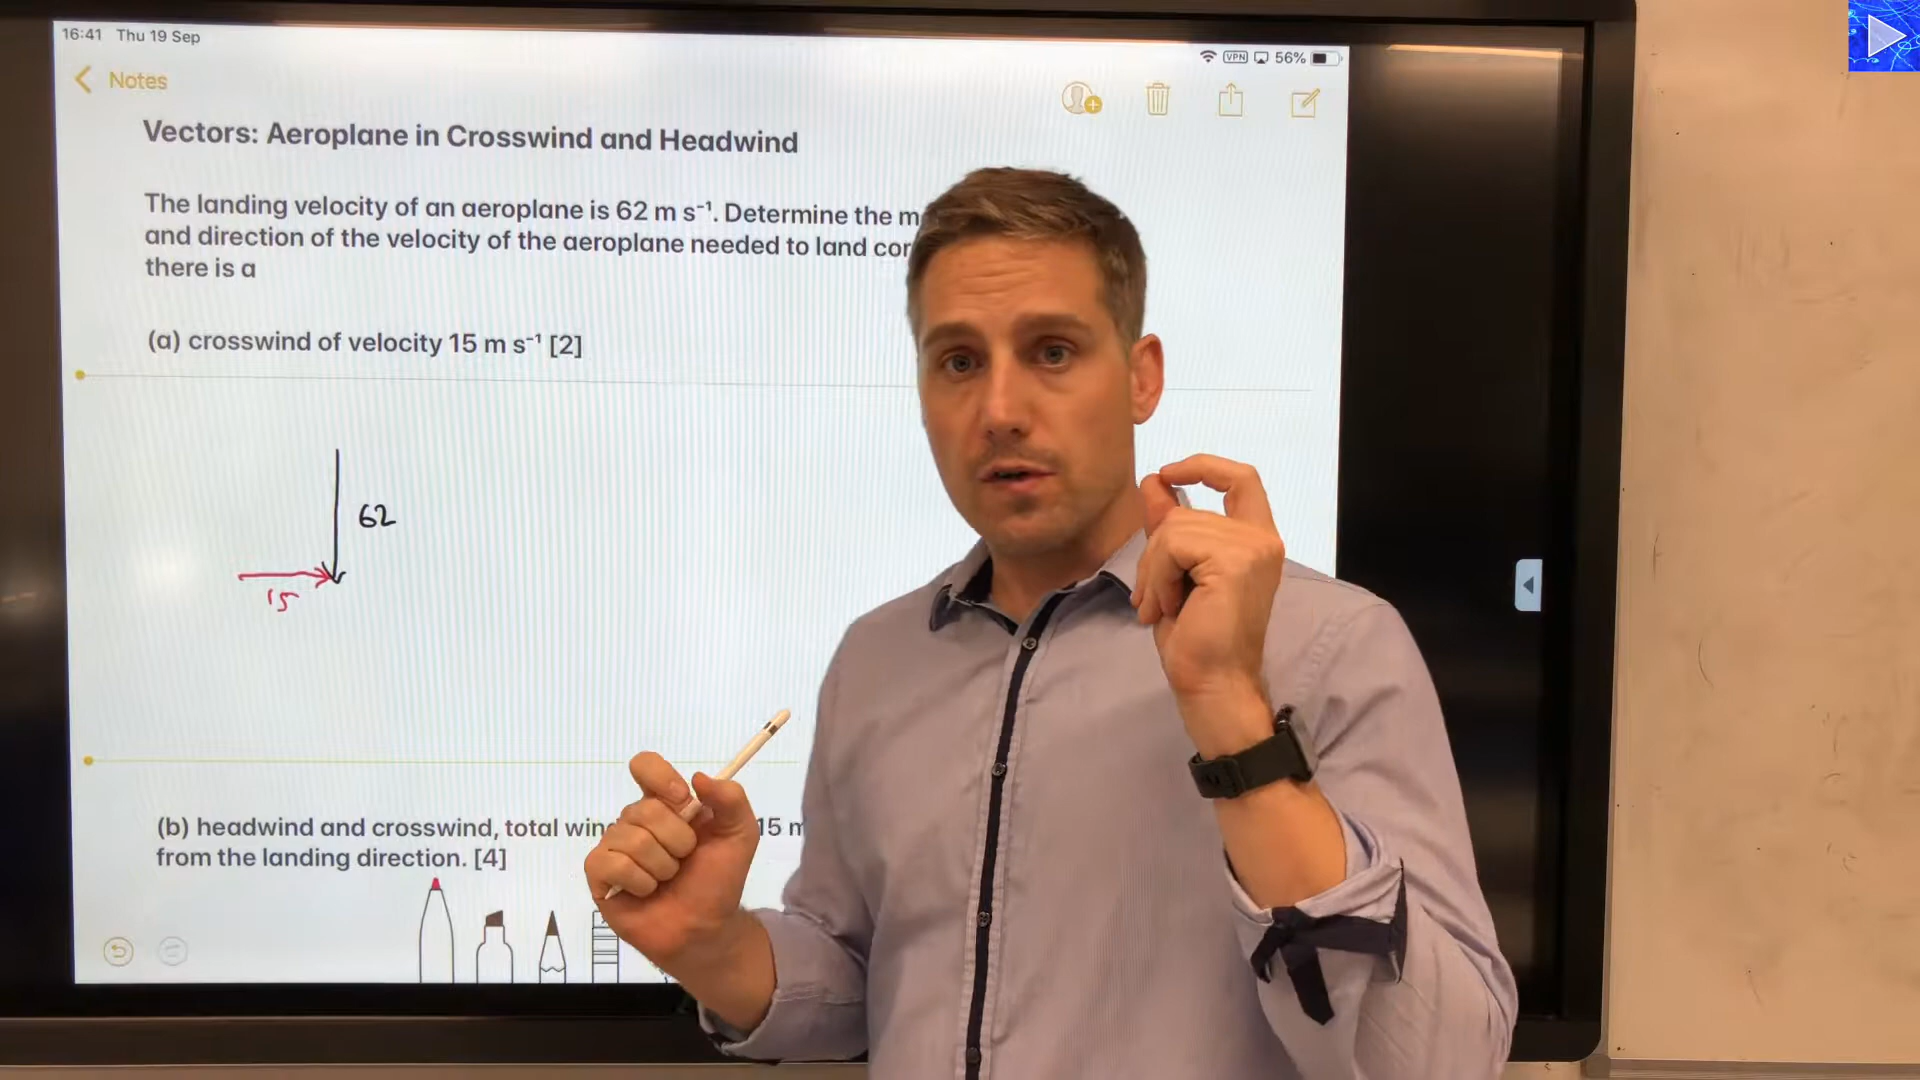 16:41 Thu 19 Sep
VPN 56%
Notes
Vectors: Aeroplane in Crosswind and Headwind
The landing velocity of an aeroplane is 62 m s⁻¹. Determine the
and direction of the velocity of the aeroplane needed to land
there is a
(a) crosswind of velocity 15 m s⁻¹ [2]
62
15
(b) headwind and crosswind, total 15
from the landing direction. [4]